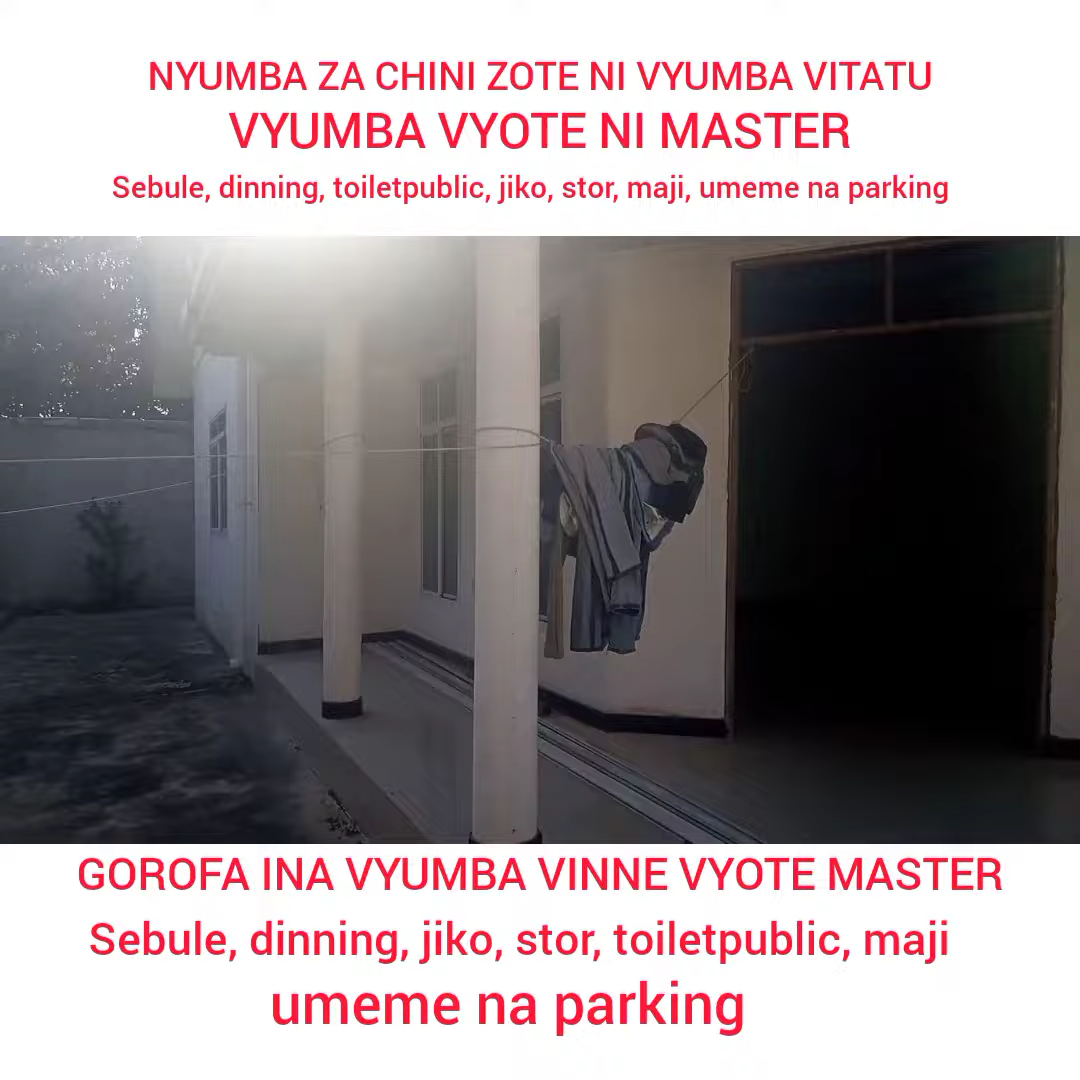 NYUMBA ZA CHINI ZOTE NI VYUMBA VITATU
VYUMBA VYOTE NI MASTER
Sebule, dinning, toiletpublic, jiko, stor, maji, umeme na parking
GOROFA INA VYUMBA VINNE VYOTE MASTER
Sebule, dinning, jiko, stor, toiletpublic, maji
umeme na parking